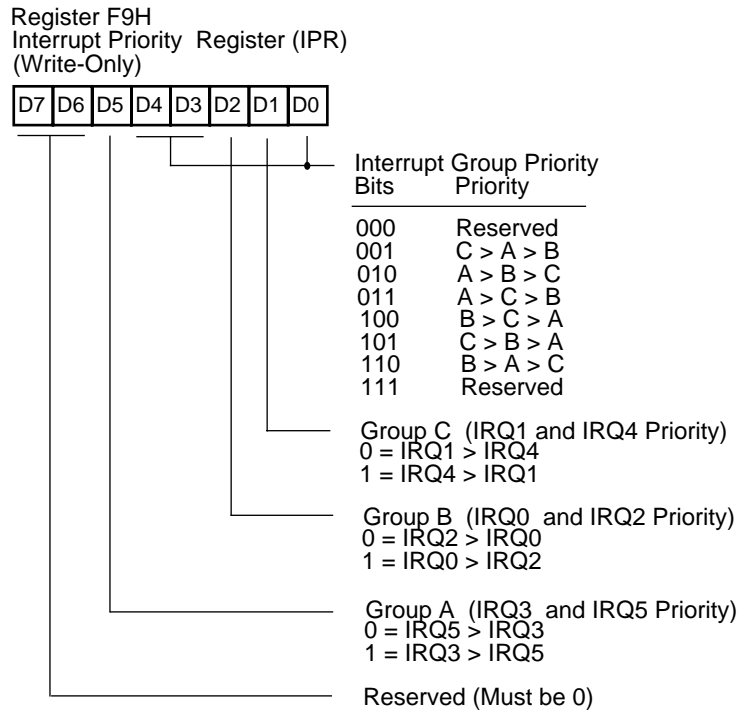 Register F9H
Interrupt Priority Register (IPR)
(Write-Only)
D7 D6 D5 D4 D3 D2 D1 D0
Interrupt Group Priority
Bits Priority
000 Reserved
001 C > A > B
010 A > B > C
011 A > C > B
100 B > C > A
101 C > B > A
110 B > A > C
111 Reserved
Group C (IRQ1 and IRQ4 Priority)
0 = IRQ1 > IRQ4
1 = IRQ4 > IRQ1
Group B (IRQ0 and IRQ2 Priority)
0 = IRQ2 > IRQ0
1 = IRQ0 > IRQ2
Group A (IRQ3 and IRQ5 Priority)
0 = IRQ5 > IRQ3
1 = IRQ3 > IRQ5
Reserved (Must be 0)